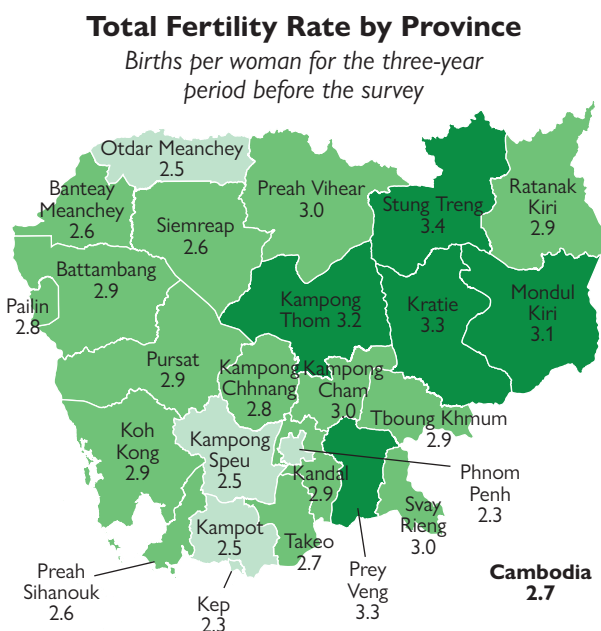 Total Fertility Rate by Province
Births per woman for the three-year
period before the survey
Otdar Meanchey
2.5
Banteay
Meanchey
2.6
Siemreap
2.6
Preah Vihear
3.0
Stung Treng
3.4
Ratanak
Kiri
2.9
Battambang
2.9
Pailin
2.8
Kampong
Thom 3.2
Kratie
3.3
Mondul
Kiri
3.1
Pursat
2.9
Kampong
Chhnang
2.8
Kampong
Cham
3.0
Tboung Khmum
2.9
Koh
Kong
2.9
Kampong
Speu
2.5
Kandal
2.9
Phnom
Penh
2.3
Svay
Rieng
3.0
Kampot
2.5
Takeo
2.7
Prey
Veng
3.3
Preah
Sihanouk
2.6
Kep
2.3
Cambodia
2.7